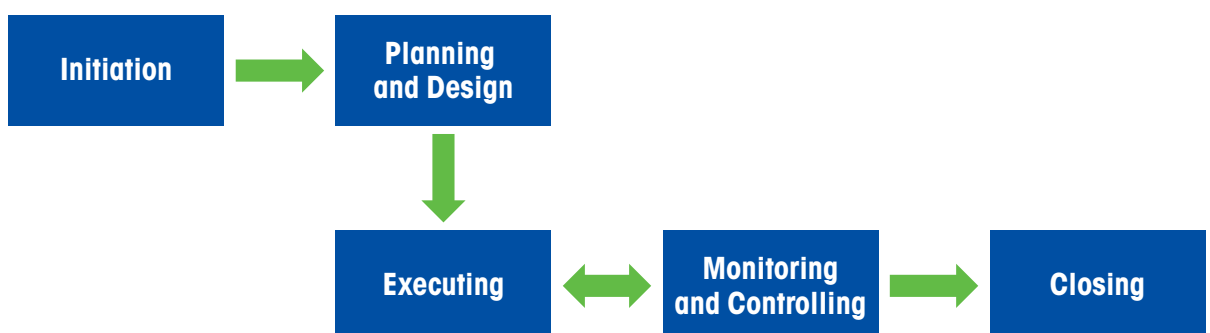 Initiation
Planning
and Design
Executing
Monitoring
and Controlling
Closing